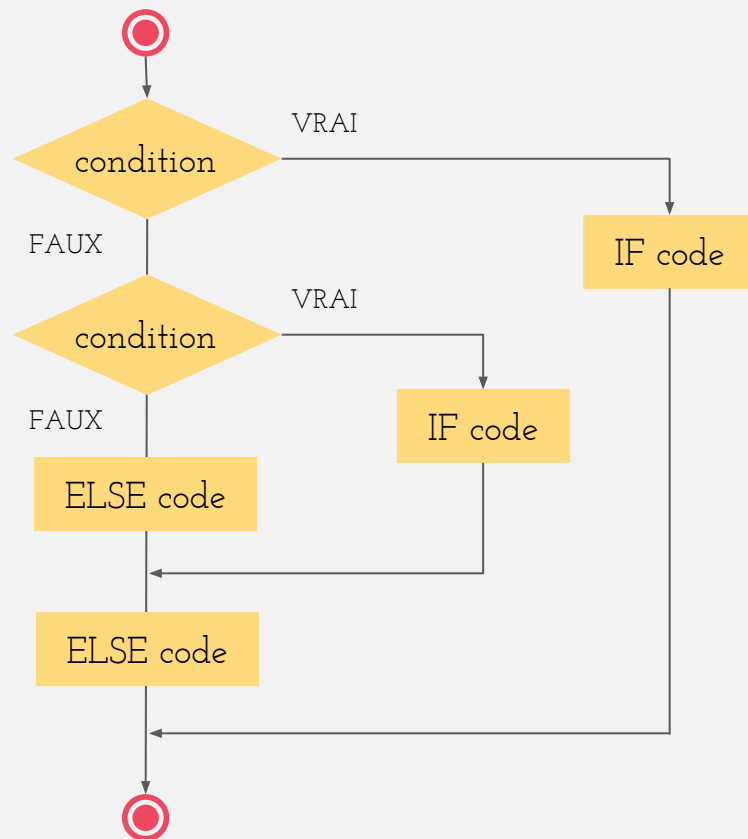 VRAI
condition
IF code
FAUX
VRAI
condition
IF code
FAUX
ELSE code
ELSE code